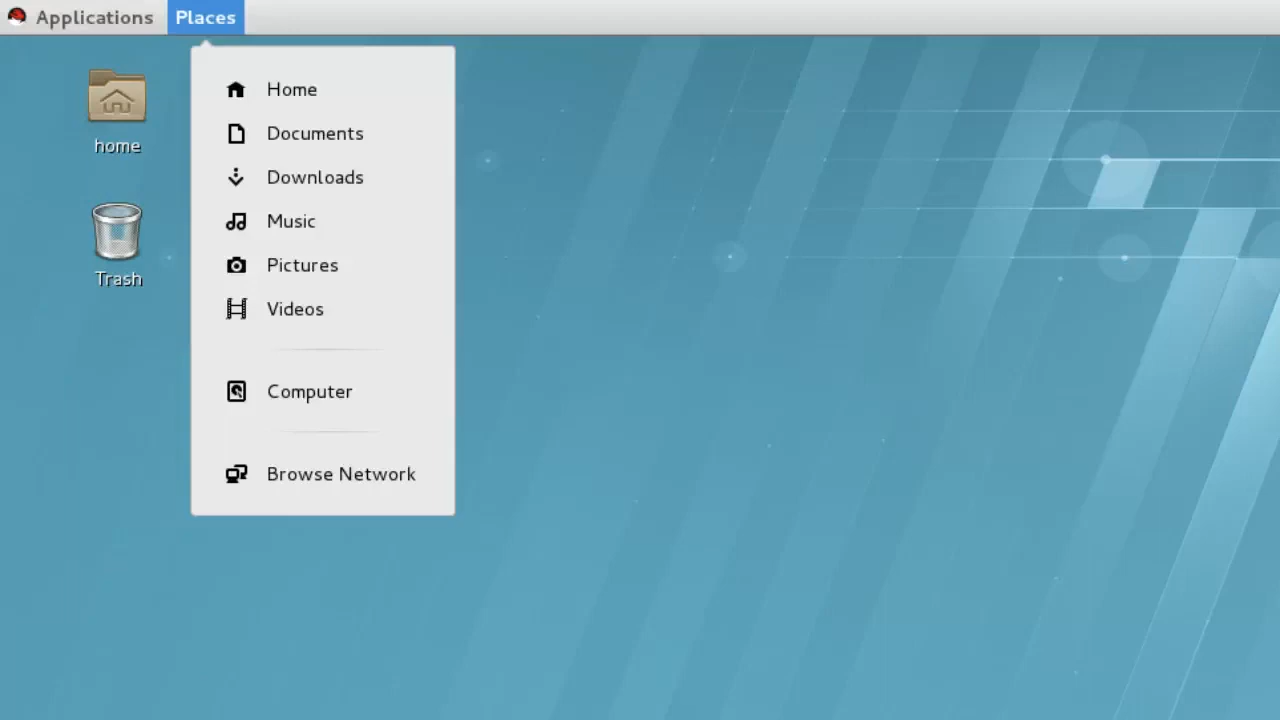 Applications Places
home
Trash
Home
Documents
Downloads
Music
Pictures
Videos
Computer
Browse Network